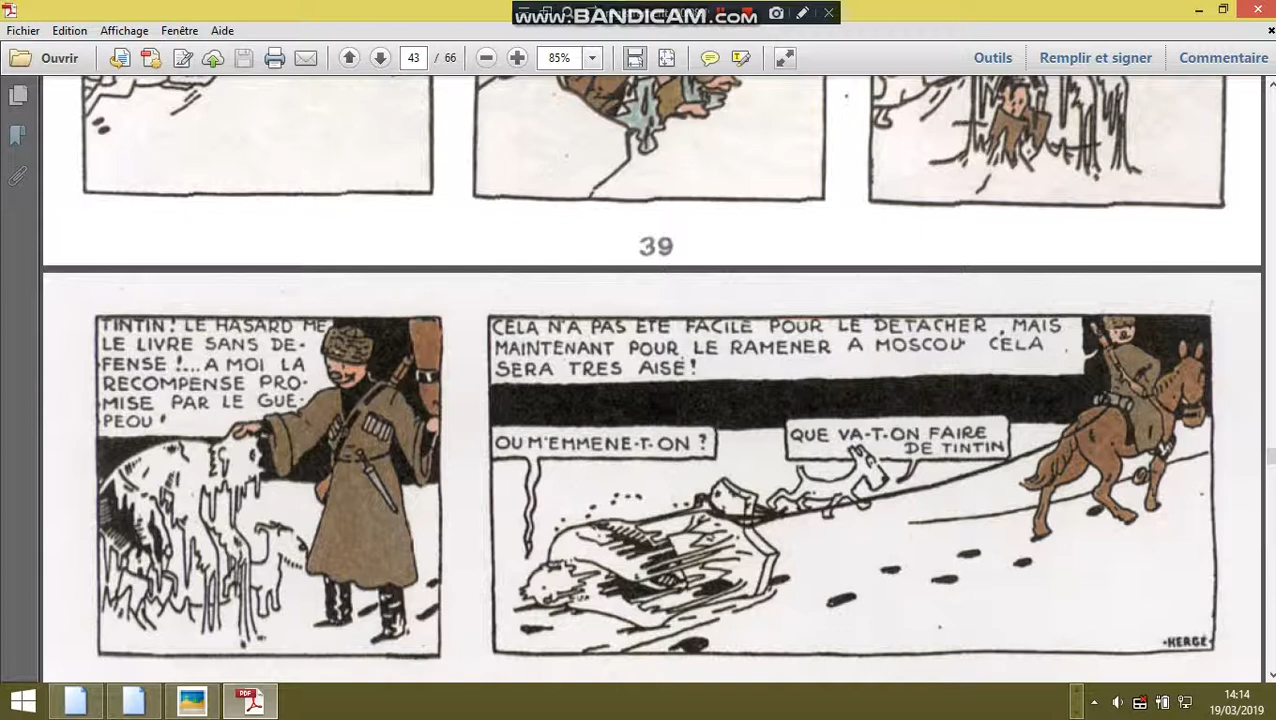 www.BANDICAM.com
Fichier Edition Affichage Fenêtre Aide
Ouvrir 43 / 66 85% Outils Remplir et signer Commentaire
39
TINTIN! LE HASARD ME
LE LIVRE SANS DE-
FENSE!...A MOI LA
RECOMPENSE PRO-
MISE PAR LE GUE-
PEOU!
CELA N'A PAS ETE FACILE POUR LE DETACHER, MAIS
MAINTENANT POUR LE RAMENER A MOSCOU CELA
SERA TRES AISE!
OU M'EMMENE-T-ON ?
QUE VA-T-ON FAIRE
DE TINTIN
HERGE
PDF
14:14
19/03/2019